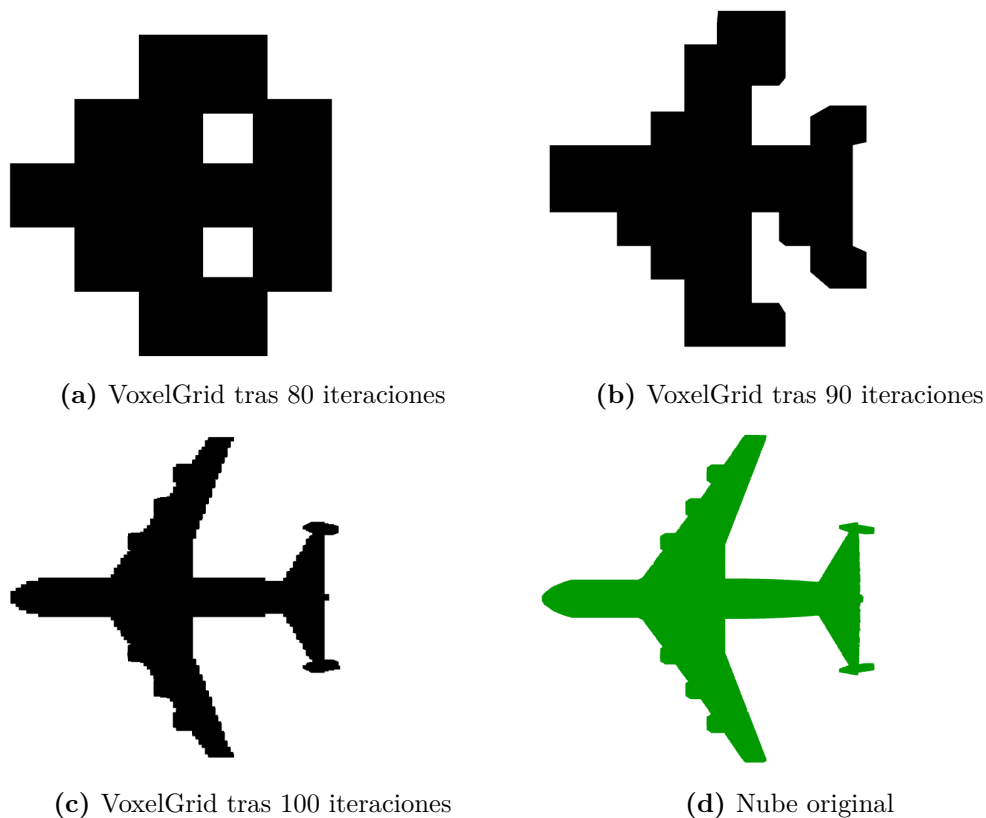 (a) VoxelGrid tras 80 iteraciones
(b) VoxelGrid tras 90 iteraciones
(c) VoxelGrid tras 100 iteraciones
(d) Nube original